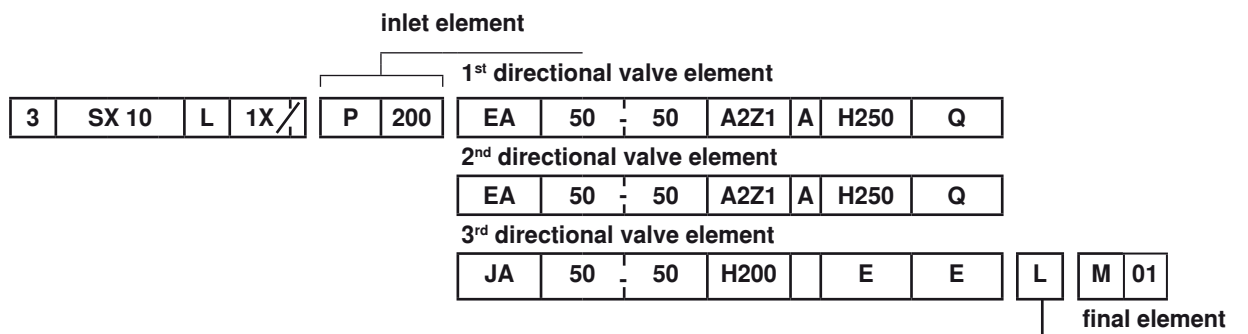 inlet element
1st directional valve element
3 SX 10 L 1X/ P 200 EA 50 - 50 A2Z1 A H250 Q
2nd directional valve element
EA 50 - 50 A2Z1 A H250 Q
3rd directional valve element
JA 50 - 50 H200 E E L M 01
final element